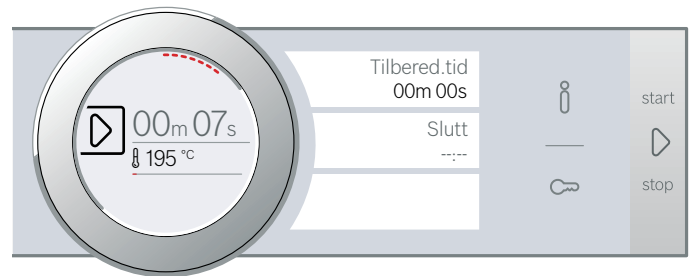 00m 07s
195 °C
Tilbered.tid
00m 00s
Slutt
--:--
start
stop